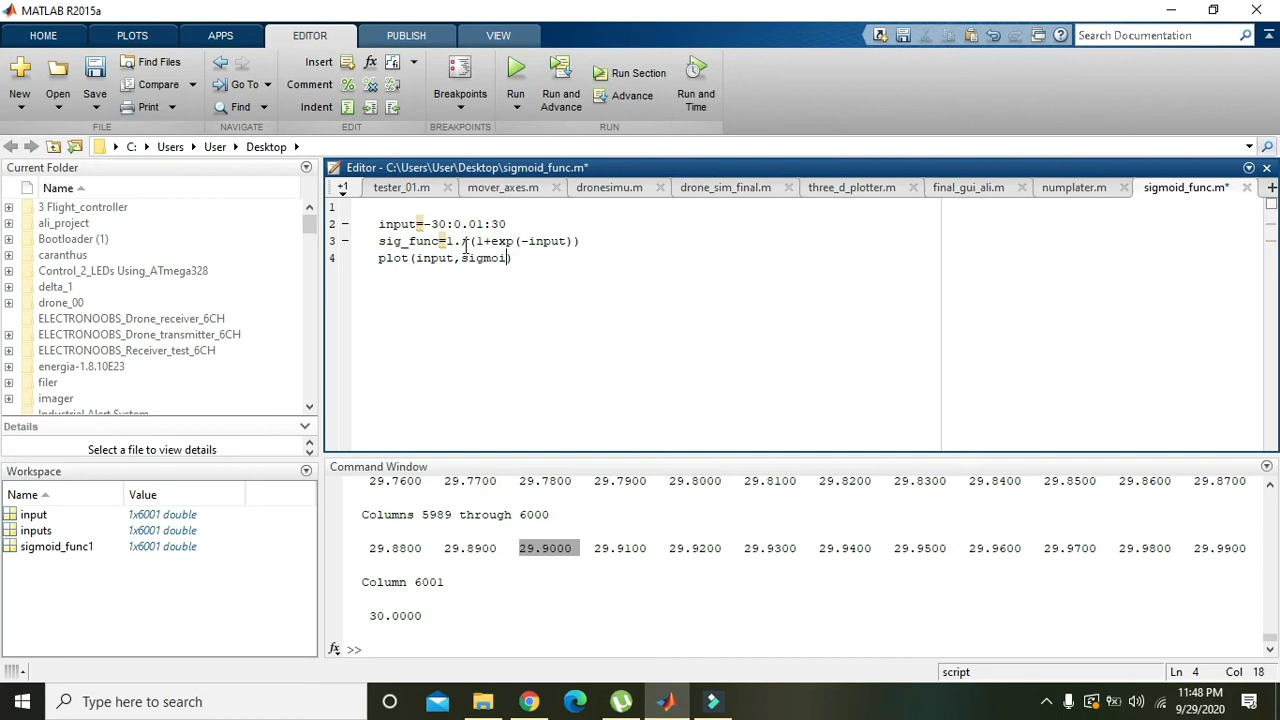 MATLAB R2015a
HOME PLOTS APPS EDITOR PUBLISH VIEW
Search Documentation
New
Open
Save
Find Files
Compare
Print
FILE
Go To
Find
NAVIGATE
Insert
Comment
Indent
EDIT
Breakpoints
BREAKPOINTS
Run
Run and Advance
Run Section
Advance
Run and Time
RUN
C: Users User Desktop
Current Folder
Name
3 Flight_controller
ali_project
Bootloader (1)
caranthus
Control_2_LEDs Using_ATmega328
delta_1
drone_00
ELECTRONOOBS_Drone_receiver_6CH
ELECTRONOOBS_Drone_transmitter_6CH
ELECTRONOOBS_Receiver_test_6CH
energia-1.8.10E23
filer
imager
Industrial Alert System
Details
Select a file to view details
Workspace
Name Value
input 1x6001 double
inputs 1x6001 double
sigmoid_func1 1x6001 double
Editor - C:\Users\User\Desktop\sigmoid_func.m*
+1 tester_01.m mover_axes.m dronesimu.m drone_sim_final.m three_d_plotter.m final_gui_ali.m numplater.m sigmoid_func.m*
1
2 input=-30:0.01:30
3 sig_func=1./(1+exp(-input))
4 plot(input,sigmoi)
Command Window
29.7600 29.7700 29.7800 29.7900 29.8000 29.8100 29.8200 29.8300 29.8400 29.8500 29.8600 29.8700
Columns 5989 through 6000
29.8800 29.8900 29.9000 29.9100 29.9200 29.9300 29.9400 29.9500 29.9600 29.9700 29.9800 29.9900
Column 6001
30.0000
fx >>
script Ln 4 Col 18
Type here to search
11:48 PM
9/29/2020